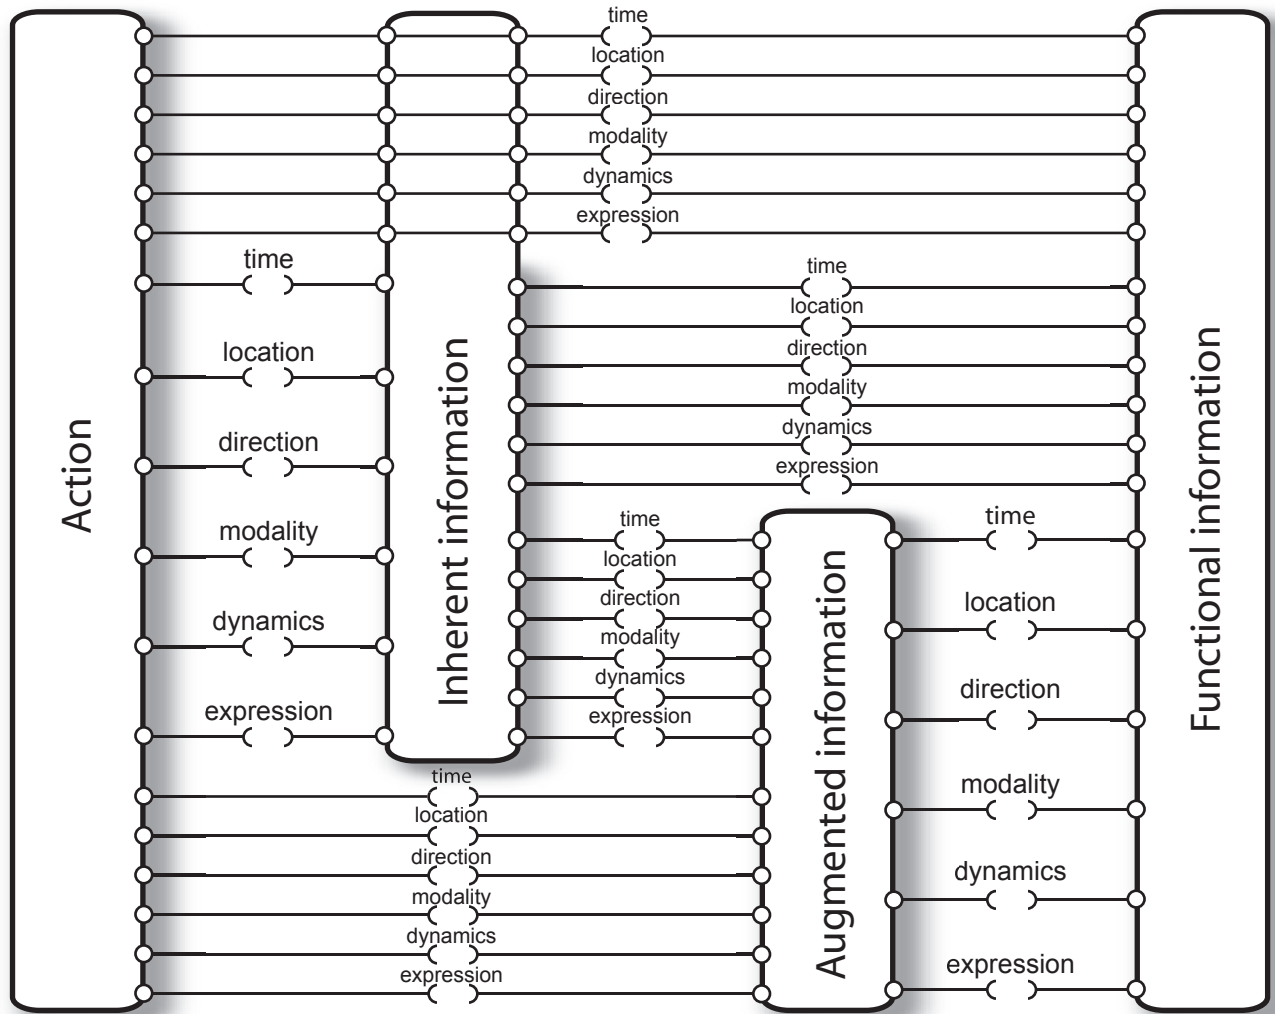 time
location
direction
modality
dynamics
expression
time
location
direction
modality
dynamics
expression
time
location
direction
modality
dynamics
expression
time
location
direction
modality
dynamics
expression
time
location
direction
modality
dynamics
expression
time
location
direction
modality
dynamics
expression
Action
Inherent information
Augmented information
Functional information